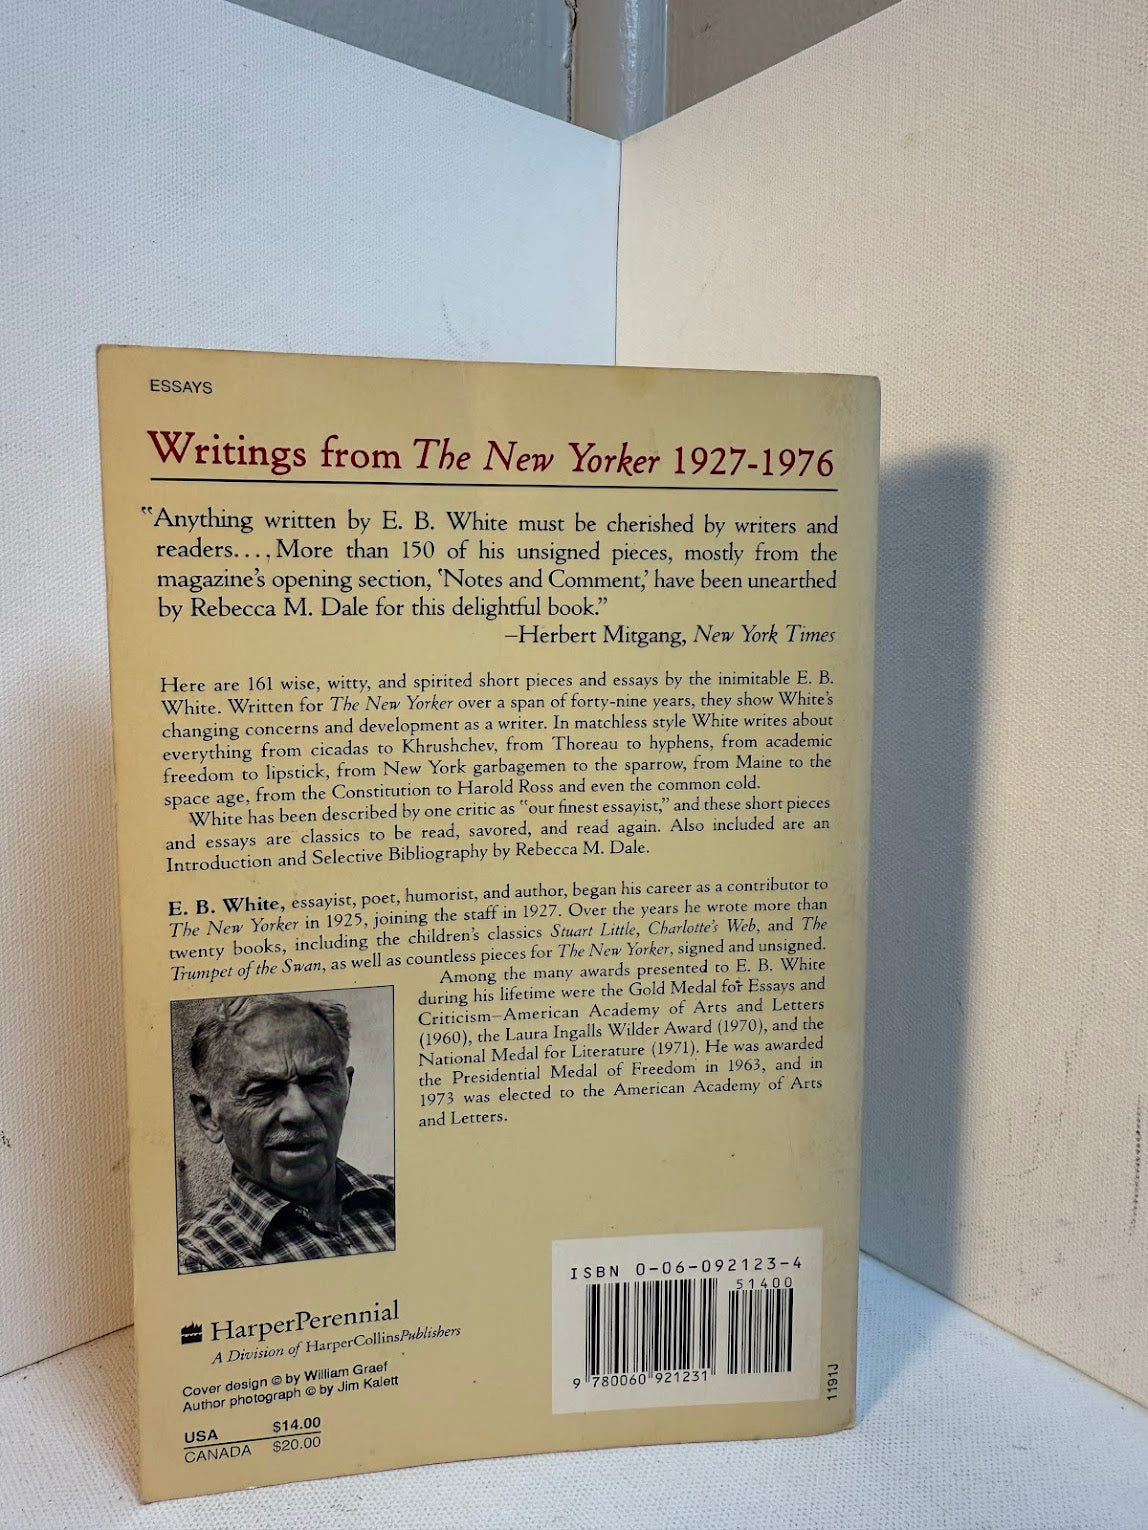 ESSAYS
Writings from The New Yorker 1927-1976
"Anything written by E. B. White must be cherished by writers and
readers. . . . More than 150 of his unsigned pieces, mostly from the
magazine's opening section, 'Notes and Comment,' have been unearthed
by Rebecca M. Dale for this delightful book."
–Herbert Mitgang, New York Times
Here are 161 wise, witty, and spirited short pieces and essays by the inimitable E. B.
White. Written for The New Yorker over a span of forty-nine years, they show White's
changing concerns and development as a writer. In matchless style White writes about
everything from cicadas to Khrushchev, from Thoreau to hyphens, from academic
freedom to lipstick, from New York garbagemen to the sparrow, from Maine to the
space age, from the Constitution to Harold Ross and even the common cold.
White has been described by one critic as "our finest essayist," and these short pieces
and essays are classics to be read, savored, and read again. Also included are an
Introduction and Selective Bibliography by Rebecca M. Dale.
E. B. White, essayist, poet, humorist, and author, began his career as a contributor to
The New Yorker in 1925, joining the staff in 1927. Over the years he wrote more than
twenty books, including the children's classics Stuart Little, Charlotte's Web, and The
Trumpet of the Swan, as well as countless pieces for The New Yorker, signed and unsigned.
Among the many awards presented to E. B. White
during his lifetime were the Gold Medal for Essays and
Criticism–American Academy of Arts and Letters
(1960), the Laura Ingalls Wilder Award (1970), and the
National Medal for Literature (1971). He was awarded
the Presidential Medal of Freedom in 1963, and in
1973 was elected to the American Academy of Arts
and Letters.
HarperPerennial
A Division of HarperCollinsPublishers
Cover design © by William Graef
Author photograph © by Jim Kalett
USA $14.00
CANADA $20.00
ISBN 0-06-092123-4
51400
9 780060 921231
1191J